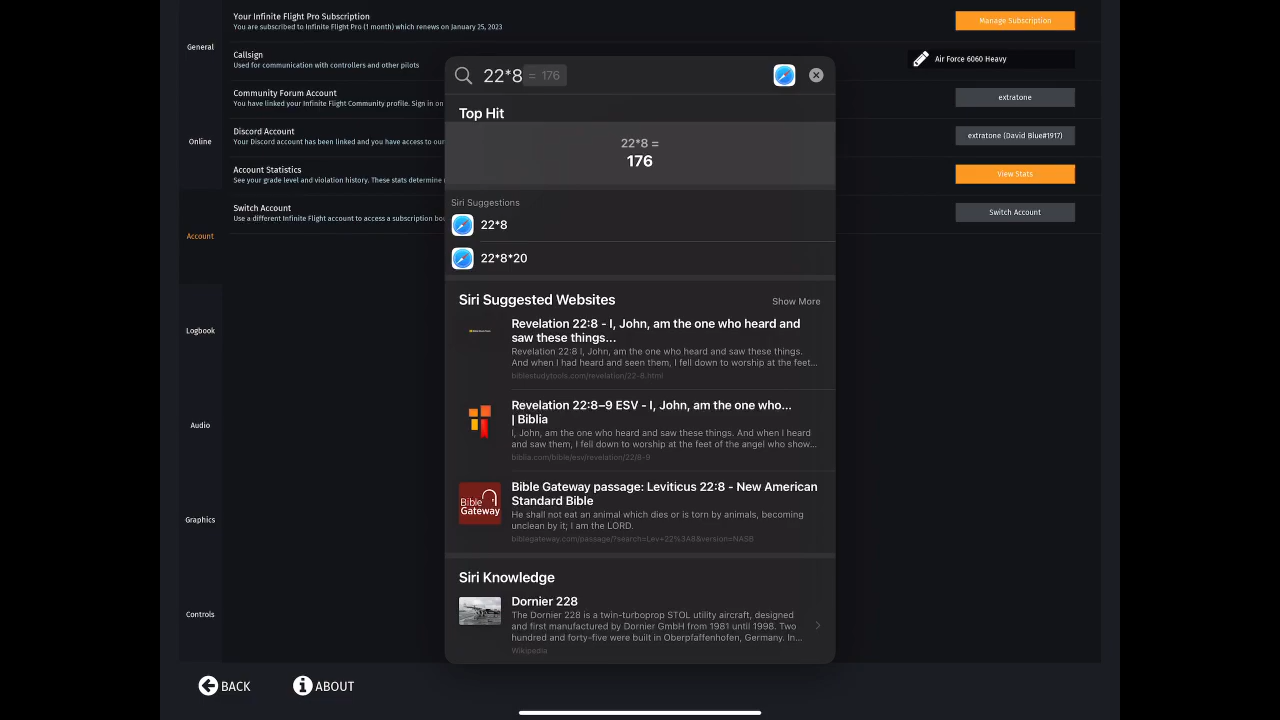 Your Infinite Flight Pro Subscription
You are subscribed to Infinite Flight Pro (1 month) which renews on January 25, 2023
Manage Subscription
General
Callsign
Used for communication with controllers and other pilots
Air Force 6060 Heavy
Community Forum Account
You have linked your Infinite Flight Community profile. Sign in on
extratone
Online
Discord Account
Your Discord account has been linked and you have access to our
extratone (David Blue#1917)
Account Statistics
See your grade level and violation history. These stats determine
View Stats
Switch Account
Use a different Infinite Flight account to access a subscription bou
Switch Account
Account
Logbook
Audio
Graphics
Controls
BACK
ABOUT
22*8 = 176
Top Hit
22*8 =
176
Siri Suggestions
22*8
22*8*20
Siri Suggested Websites
Show More
Revelation 22:8 - I, John, am the one who heard and
saw these things...
Revelation 22:8 I, John, am the one who heard and saw these things.
And when I had heard and seen them, I fell down to worship at the feet...
biblestudytools.com/revelation/22-8.html
Revelation 22:8–9 ESV - I, John, am the one who...
| Biblia
I, John, am the one who heard and saw these things. And when I heard
and saw them, I fell down to worship at the feet of the angel who show...
biblia.com/bible/esv/revelation/22/8-9
Bible
Gateway
Bible Gateway passage: Leviticus 22:8 - New American
Standard Bible
He shall not eat an animal which dies or is torn by animals, becoming
unclean by it; I am the LORD.
biblegateway.com/passage/?search=Lev+22%3A8&version=NASB
Siri Knowledge
Dornier 228
The Dornier 228 is a twin-turboprop STOL utility aircraft, designed
and first manufactured by Dornier GmbH from 1981 until 1998. Two
hundred and forty-five were built in Oberpfaffenhofen, Germany. In...
Wikipedia